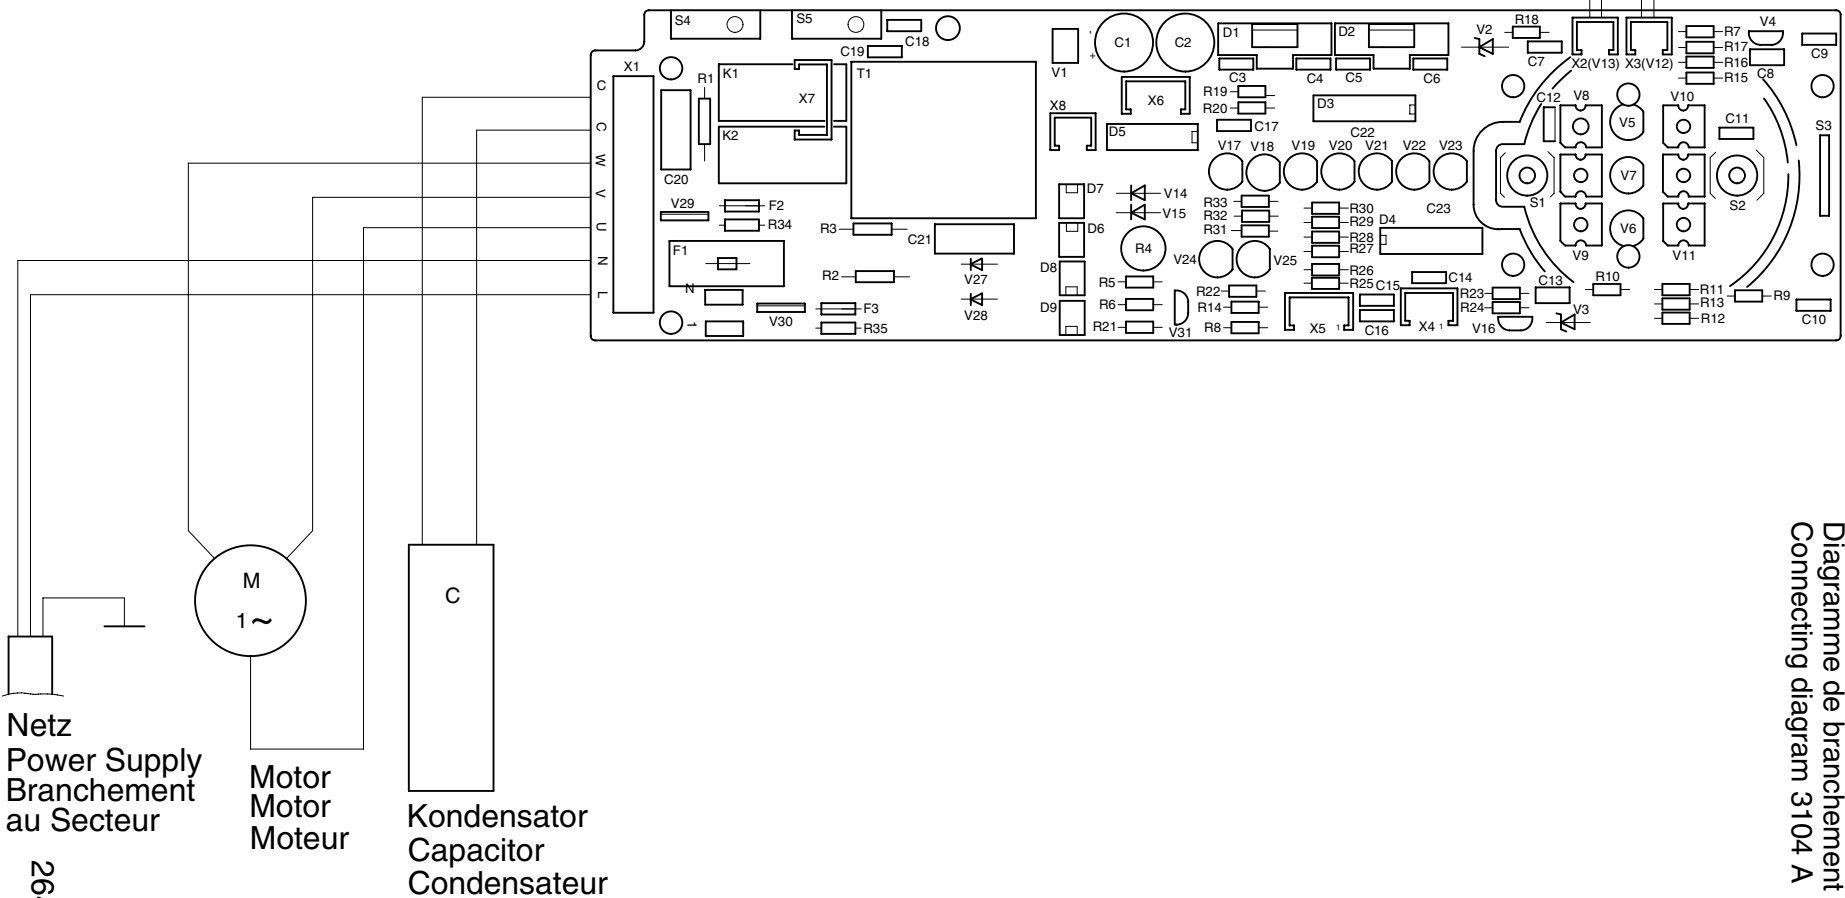 S4
S5
C18
C19
X1
C
C
W
V
U
N
L
R1
K1
X7
K2
T1
C20
V29
F2
R34
R3
C21
F1
N
R2
V27
V28
V30
F3
R35
1
V1
-
+
C1
C2
X8
X6
D5
D1
D2
C3
C4
C5
C6
R19
R20
C17
D3
C22
V17
V18
V19
V20
V21
V22
V23
D7
D6
D8
D9
V14
V15
R4
R5
R6
R21
V31
R33
R32
R31
V24
V25
R22
R14
R8
R30
R29
R28
R27
R26
R25
C23
D4
C15
C14
C16
X5 1
X4 1
V2
R18
C7
X2(V13)
X3(V12)
R7
R17
R16
R15
V4
C8
C9
C12
V8
V5
V10
C11
S3
S1
V7
S2
V9
V6
V11
R23
R24
V16
C13
V3
R10
R11
R13
R12
R9
C10
M
1~
C
Netz
Power Supply
Branchement
au Secteur
Motor
Motor
Moteur
Kondensator
Capacitor
Condensateur
Diagramme de branchement
Connecting diagram 3104 A
26